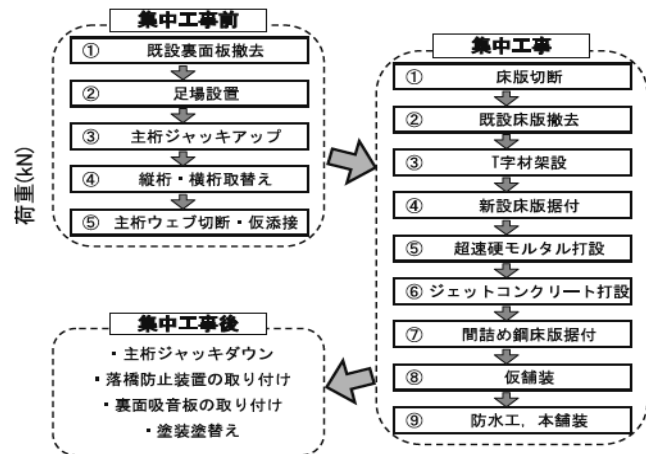 荷重(kN)
集中工事前
① 既設裏面板撤去
② 足場設置
③ 主桁ジャッキアップ
④ 縦桁・横桁取替え
⑤ 主桁ウェブ切断・仮添接
集中工事
① 床版切断
② 既設床版撤去
③ T字材架設
④ 新設床版据付
⑤ 超速硬モルタル打設
⑥ ジェットコンクリート打設
⑦ 間詰め鋼床版据付
⑧ 仮舗装
⑨ 防水工，本舗装
集中工事後
・主桁ジャッキダウン
・落橋防止装置の取り付け
・裏面吸音板の取り付け
・塗装塗替え